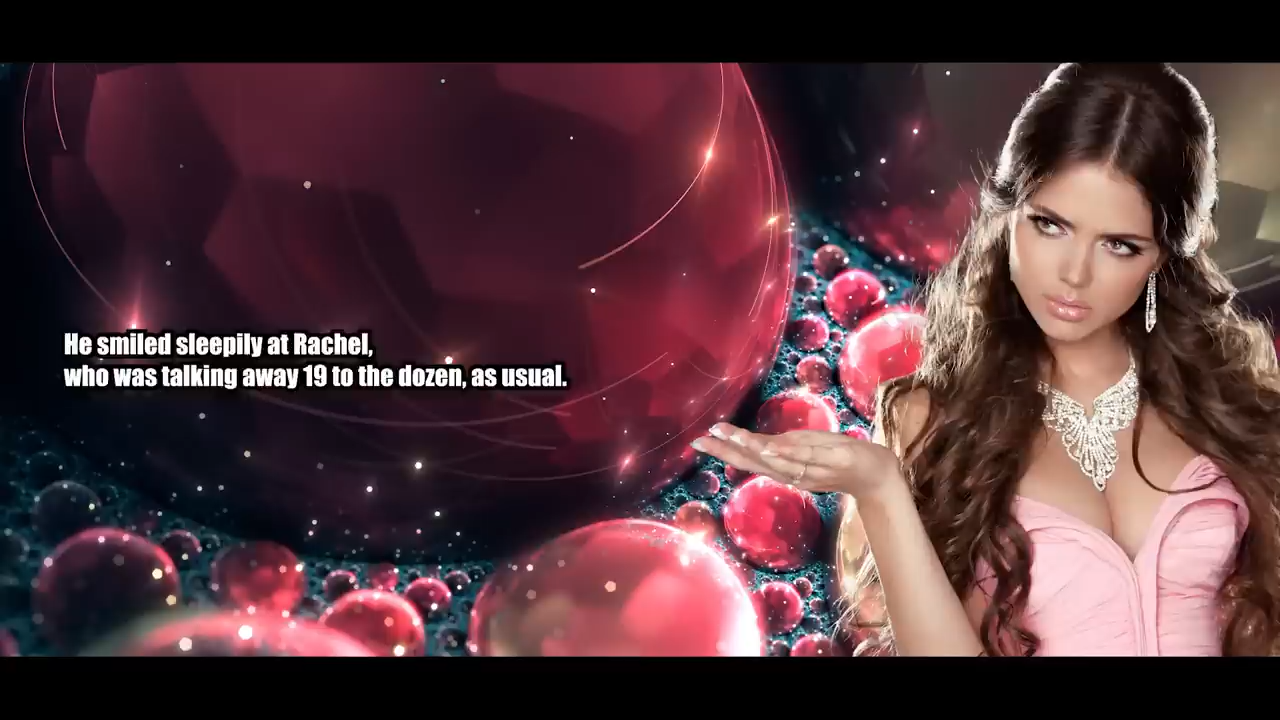 He smiled sleepily at Rachel,
who was talking away 19 to the dozen, as usual.